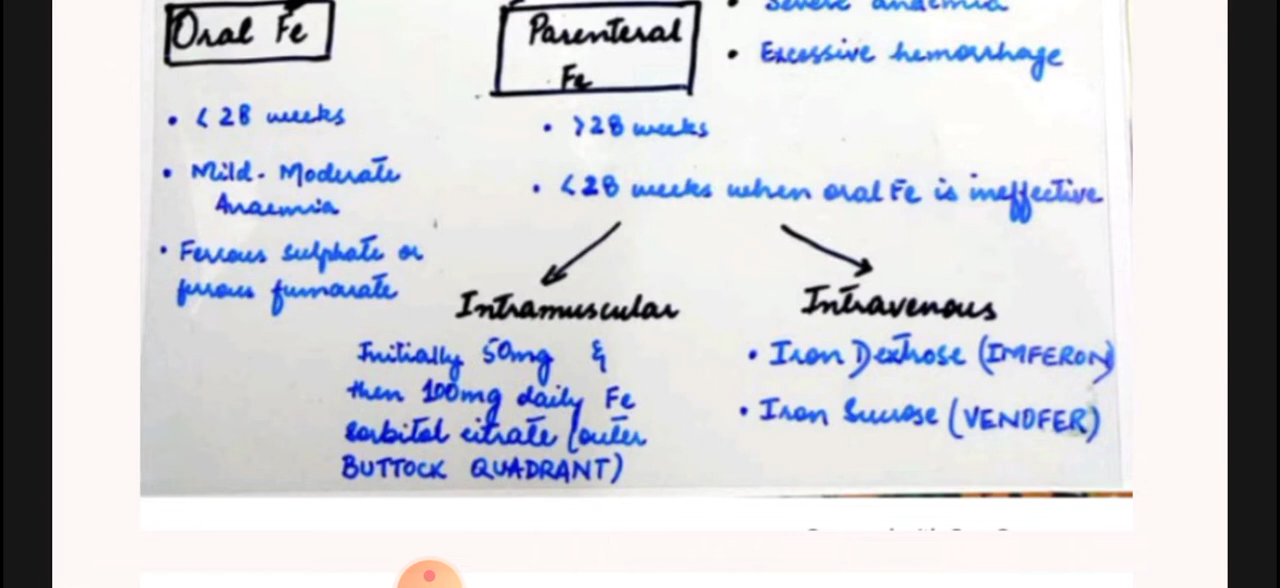 Oral Fe
• < 28 weeks
• Mild - Moderate
Anaemia
• Ferrous sulphate or
ferrous fumarate
Parenteral
Fe
• >28 weeks
• <28 weeks when oral Fe is ineffective
• Severe anaemia
• Excessive hemorrhage
Intramuscular
Initially 50mg &
then 100mg daily Fe
sorbitol citrate (outer
BUTTOCK QUADRANT)
Intravenous
• Iron Dextrose (IMFERON)
• Iron Sucrose (VENOFER)